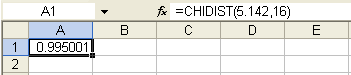 A1 fx =CHIDIST(5.142,16)
A B C D E
1 0.995001
2